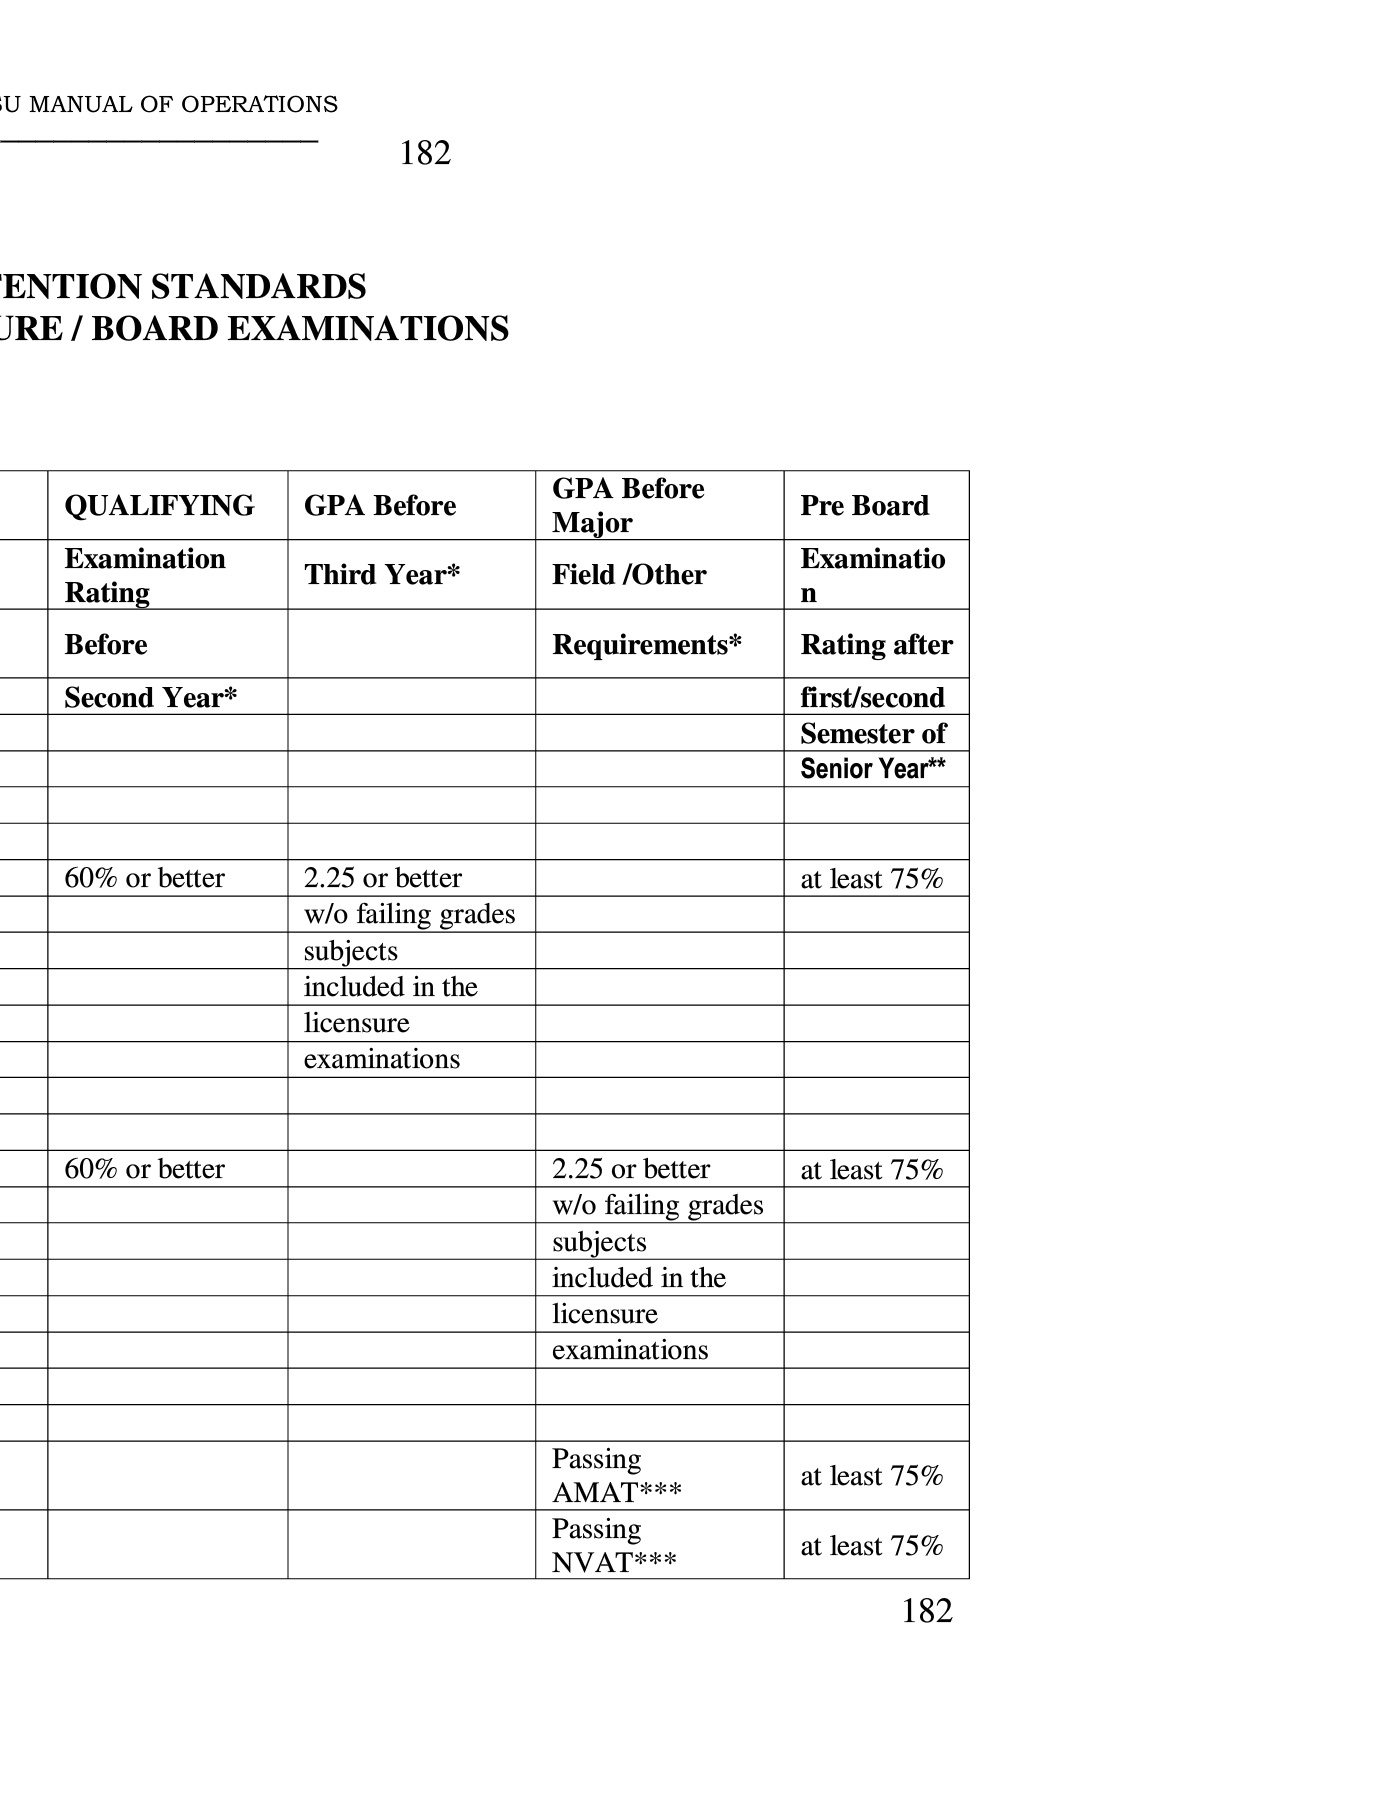 SU MANUAL OF OPERATIONS
182
TENTION STANDARDS
URE / BOARD EXAMINATIONS
QUALIFYING GPA Before GPA Before Major Pre Board
Examination Rating Third Year* Field /Other Examinatio n
Before Requirements* Rating after
Second Year* first/second
Semester of
Senior Year**
60% or better 2.25 or better at least 75%
w/o failing grades
subjects
included in the
licensure
examinations
60% or better 2.25 or better at least 75%
w/o failing grades
subjects
included in the
licensure
examinations
Passing AMAT*** at least 75%
Passing NVAT*** at least 75%
182